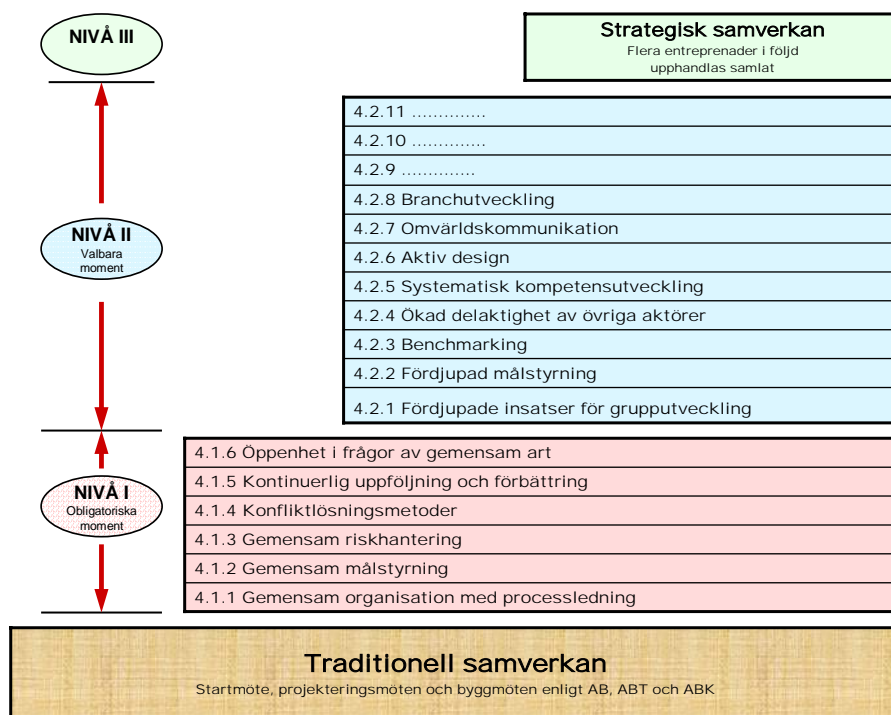 NIVÅ III
Strategisk samverkan
Flera entreprenader i följd
upphandlas samlat
4.2.11 ..............
4.2.10 ..............
4.2.9 .............
4.2.8 Branchutveckling
4.2.7 Omvärldskommunikation
4.2.6 Aktiv design
4.2.5 Systematisk kompetensutveckling
4.2.4 Ökad delaktighet av övriga aktörer
4.2.3 Benchmarking
4.2.2 Fördjupad målstyrning
4.2.1 Fördjupade insatser för grupputveckling
NIVÅ II
Valbara
moment
4.1.6 Öppenhet i frågor av gemensam art
4.1.5 Kontinuerlig uppföljning och förbättring
4.1.4 Konfliktlösningsmetoder
4.1.3 Gemensam riskhantering
4.1.2 Gemensam målstyrning
4.1.1 Gemensam organisation med processledning
NIVÅ I
Obligatoriska
moment
Traditionell samverkan
Startmöte, projekteringsmöten och byggmöten enligt AB, ABT och ABK